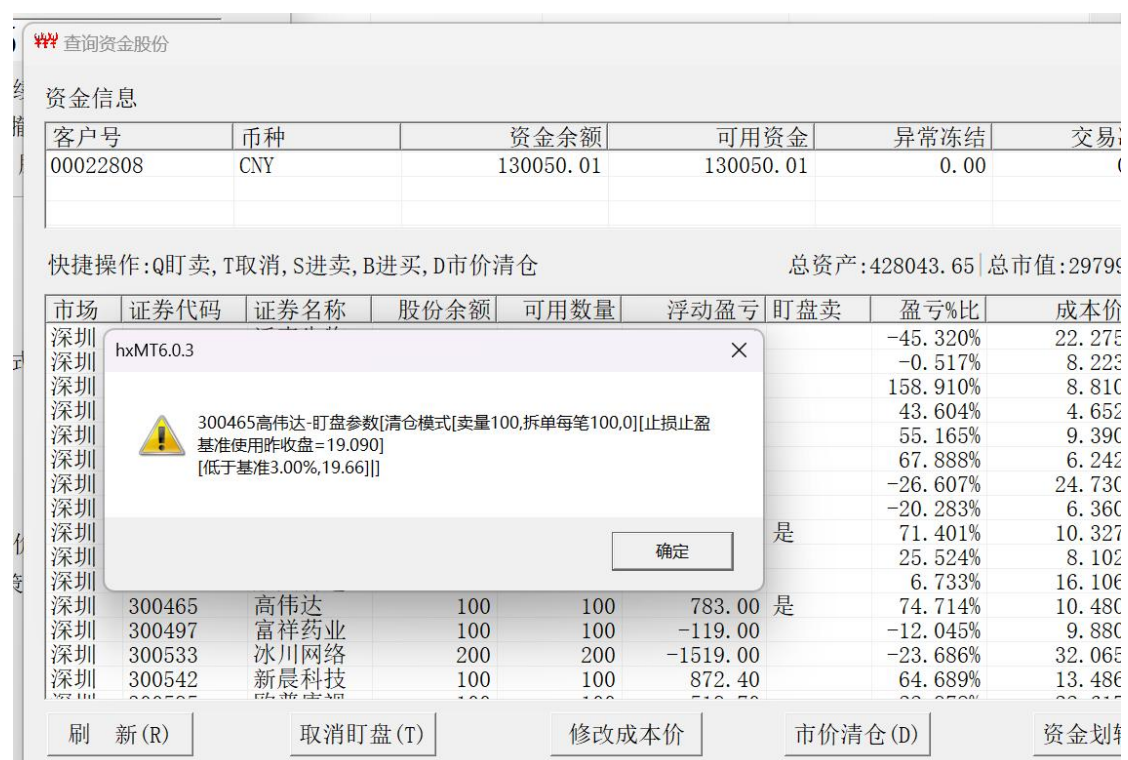 查询资金股份
资金信息
客户号 币种 资金余额 可用资金 异常冻结 交易
00022808 CNY 130050.01 130050.01 0.00
快捷操作:Q盯卖,T取消,S进卖,B进买,D市价清仓 总资产:428043.65 总市值:29799
市场 证券代码 证券名称 股份余额 可用数量 浮动盈亏 盯盘卖 盈亏%比 成本价
深圳 -45.320% 22.275
深圳 -0.517% 8.223
深圳 158.910% 8.810
深圳 43.604% 4.652
深圳 55.165% 9.390
深圳 67.888% 6.242
深圳 -26.607% 24.730
深圳 -20.283% 6.360
深圳 是 71.401% 10.327
深圳 25.524% 8.102
深圳 6.733% 16.106
深圳 300465 高伟达 100 100 783.00 是 74.714% 10.480
深圳 300497 富祥药业 100 100 -119.00 -12.045% 9.880
深圳 300533 冰川网络 200 200 -1519.00 -23.686% 32.065
深圳 300542 新晨科技 100 100 872.40 64.689% 13.486
hxMT6.0.3
300465高伟达-盯盘参数[清仓模式[卖量100,拆单每笔100,0][止损止盈
基准使用昨收盘=19.090]
[低于基准3.00%,19.66]|]
确定
刷 新(R) 取消盯盘(T) 修改成本价 市价清仓(D) 资金划转